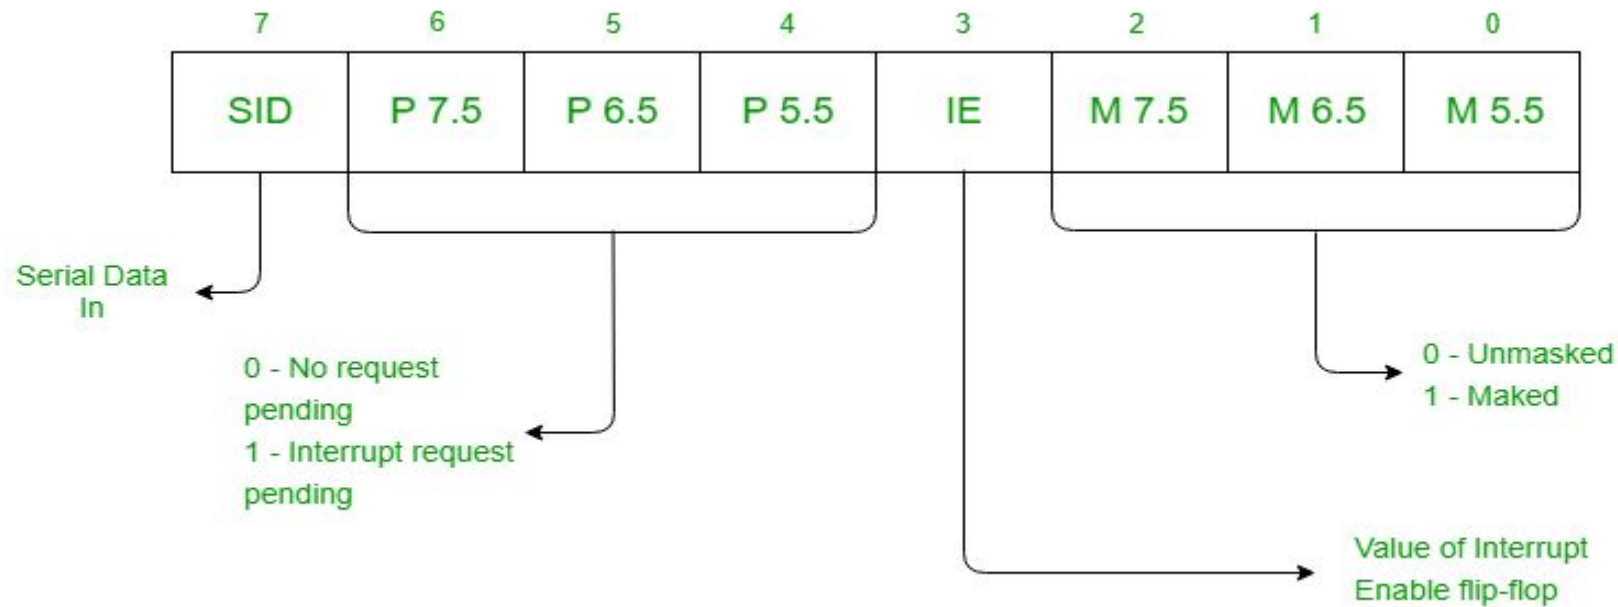 7 6 5 4 3 2 1 0
SID P 7.5 P 6.5 P 5.5 IE M 7.5 M 6.5 M 5.5
Serial Data
In
0 - No request
pending
1 - Interrupt request
pending
0 - Unmasked
1 - Maked
Value of Interrupt
Enable flip-flop